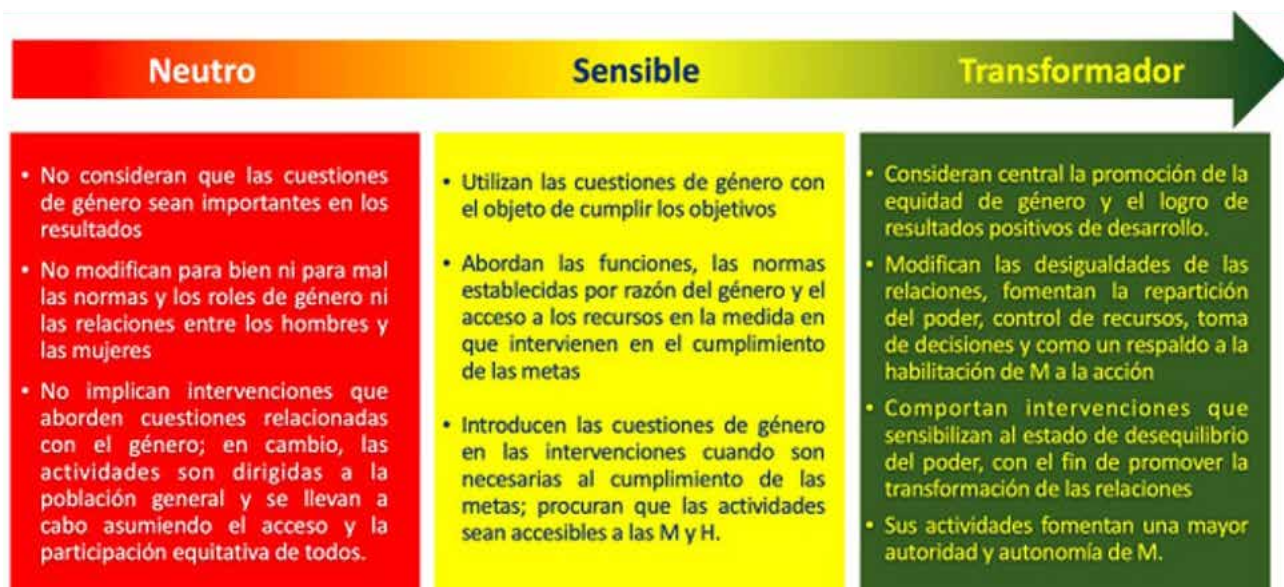 Neutro
Sensible
Transformador
• No consideran que las cuestiones
de género sean importantes en los
resultados
• No modifican para bien ni para mal
las normas y los roles de género ni
las relaciones entre los hombres y
las mujeres
• No implican intervenciones que
aborden cuestiones relacionadas
con el género; en cambio, las
actividades son dirigidas a la
población general y se llevan a
cabo asumiendo el acceso y la
participación equitativa de todos.
• Utilizan las cuestiones de género con
el objeto de cumplir los objetivos
• Abordan las funciones, las normas
establecidas por razón del género y el
acceso a los recursos en la medida en
que intervienen en el cumplimiento
de las metas
• Introducen las cuestiones de género
en las intervenciones cuando son
necesarias al cumplimiento de las
metas; procuran que las actividades
sean accesibles a las M y H.
• Consideran central la promoción de la
equidad de género y el logro de
resultados positivos de desarrollo.
• Modifican las desigualdades de las
relaciones, fomentan la repartición
del poder, control de recursos, toma
de decisiones y como un respaldo a la
habilitación de M a la acción
• Comportan intervenciones que
sensibilizan al estado de desequilibrio
del poder, con el fin de promover la
transformación de las relaciones
• Sus actividades fomentan una mayor
autoridad y autonomía de M.